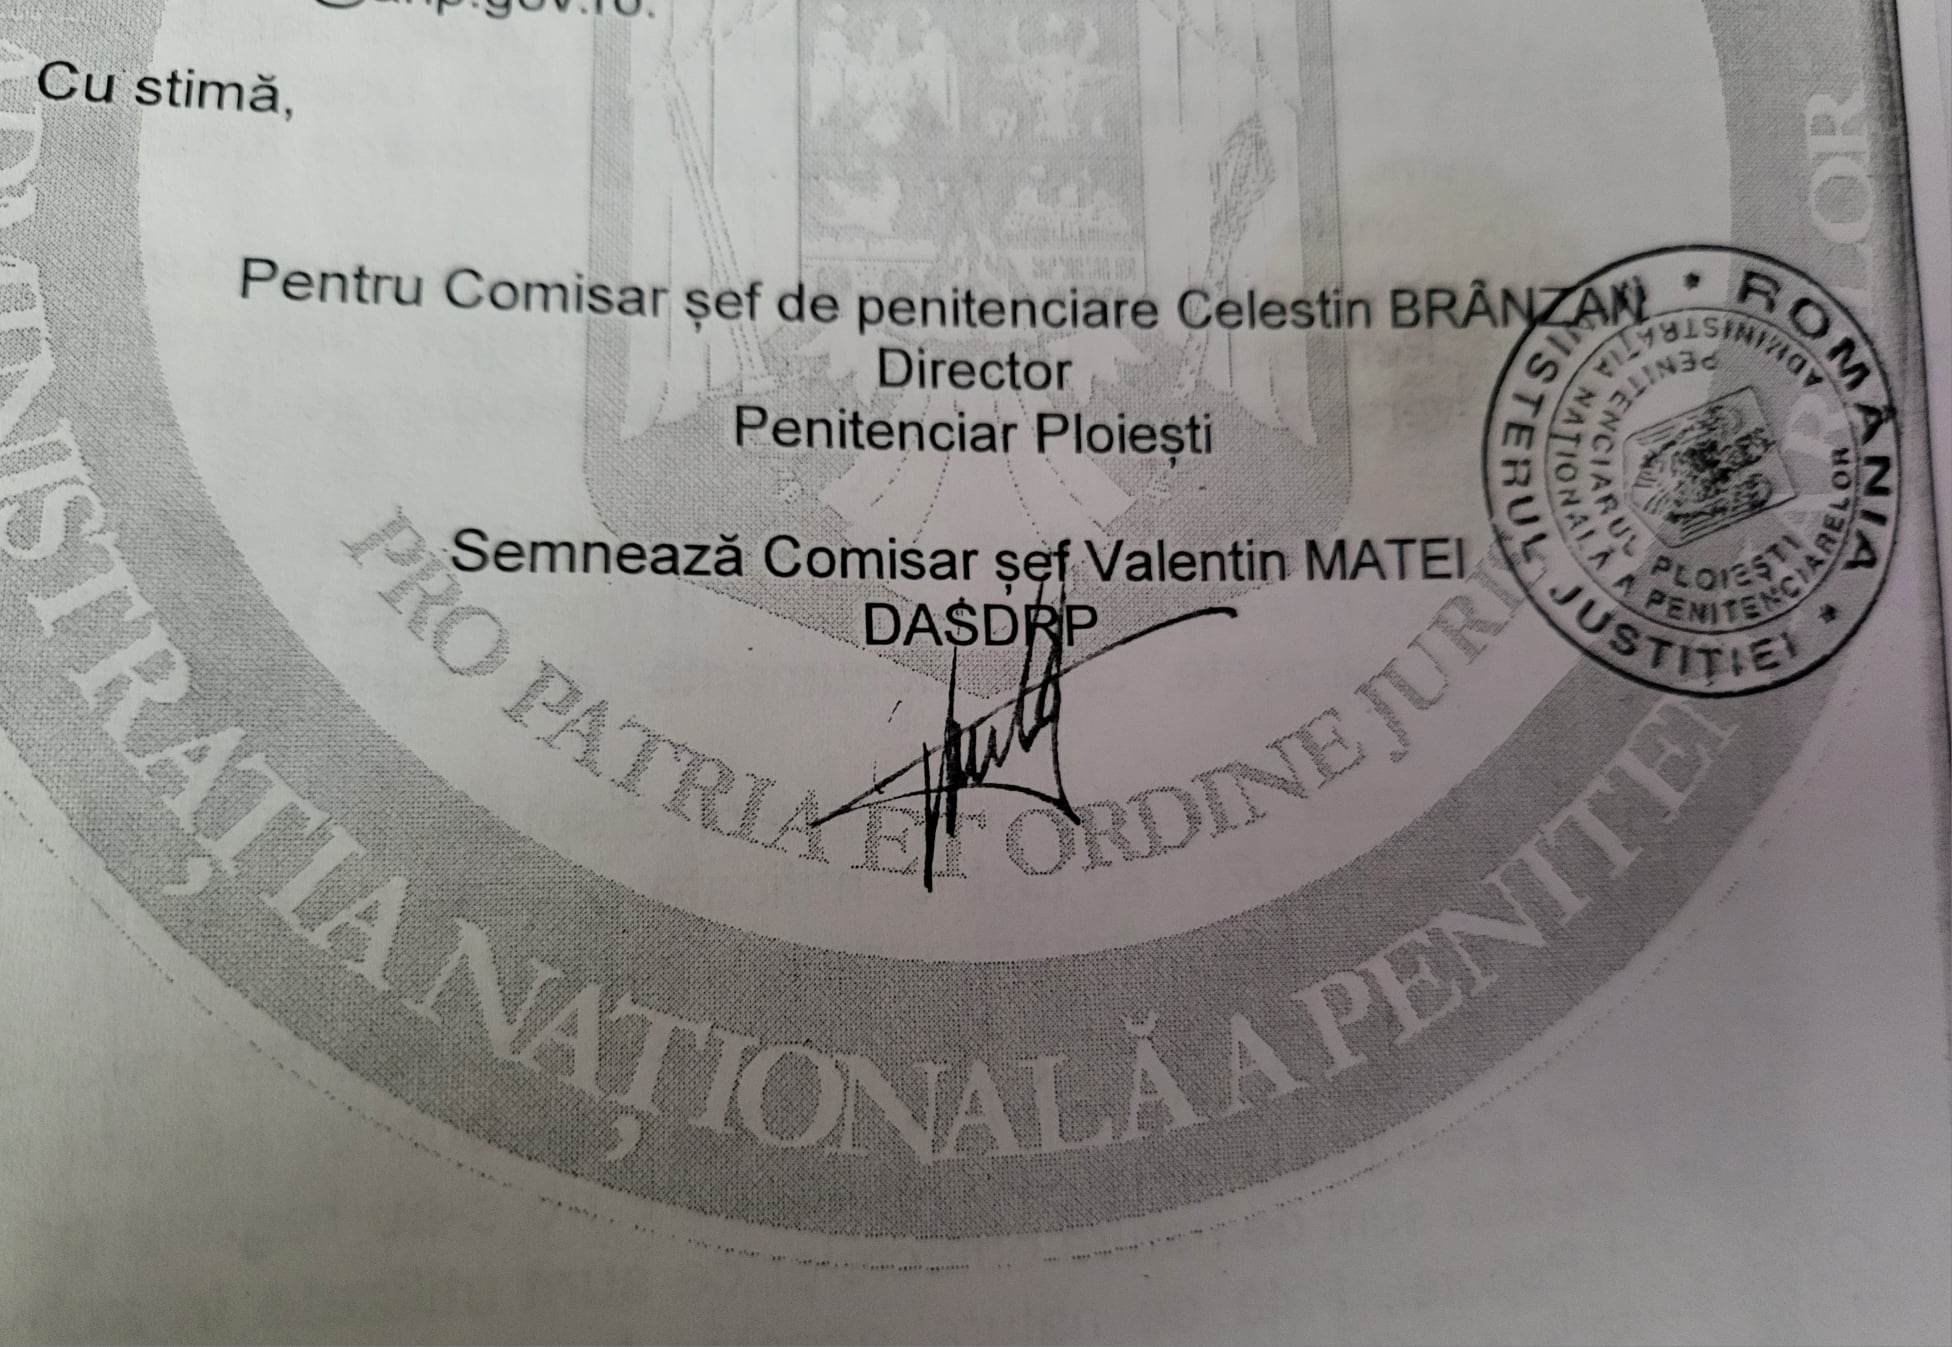 Cu stimă,
Pentru Comisar șef de penitenciare Celestin BRÂNZAN
Director
Penitenciar Ploiești
Semnează Comisar șef Valentin MATEI
DASDRP
* ROMÂNIA *
MINISTERUL JUSTIȚIEI
ADMINISTRAȚIA NAȚIONALĂ A PENITENCIARELOR
PENITENCIARUL PLOIEȘTI
PRO PATRIA ET ORDINE JURIS
ADMINISTRAȚIA NAȚIONALĂ A PENITEN